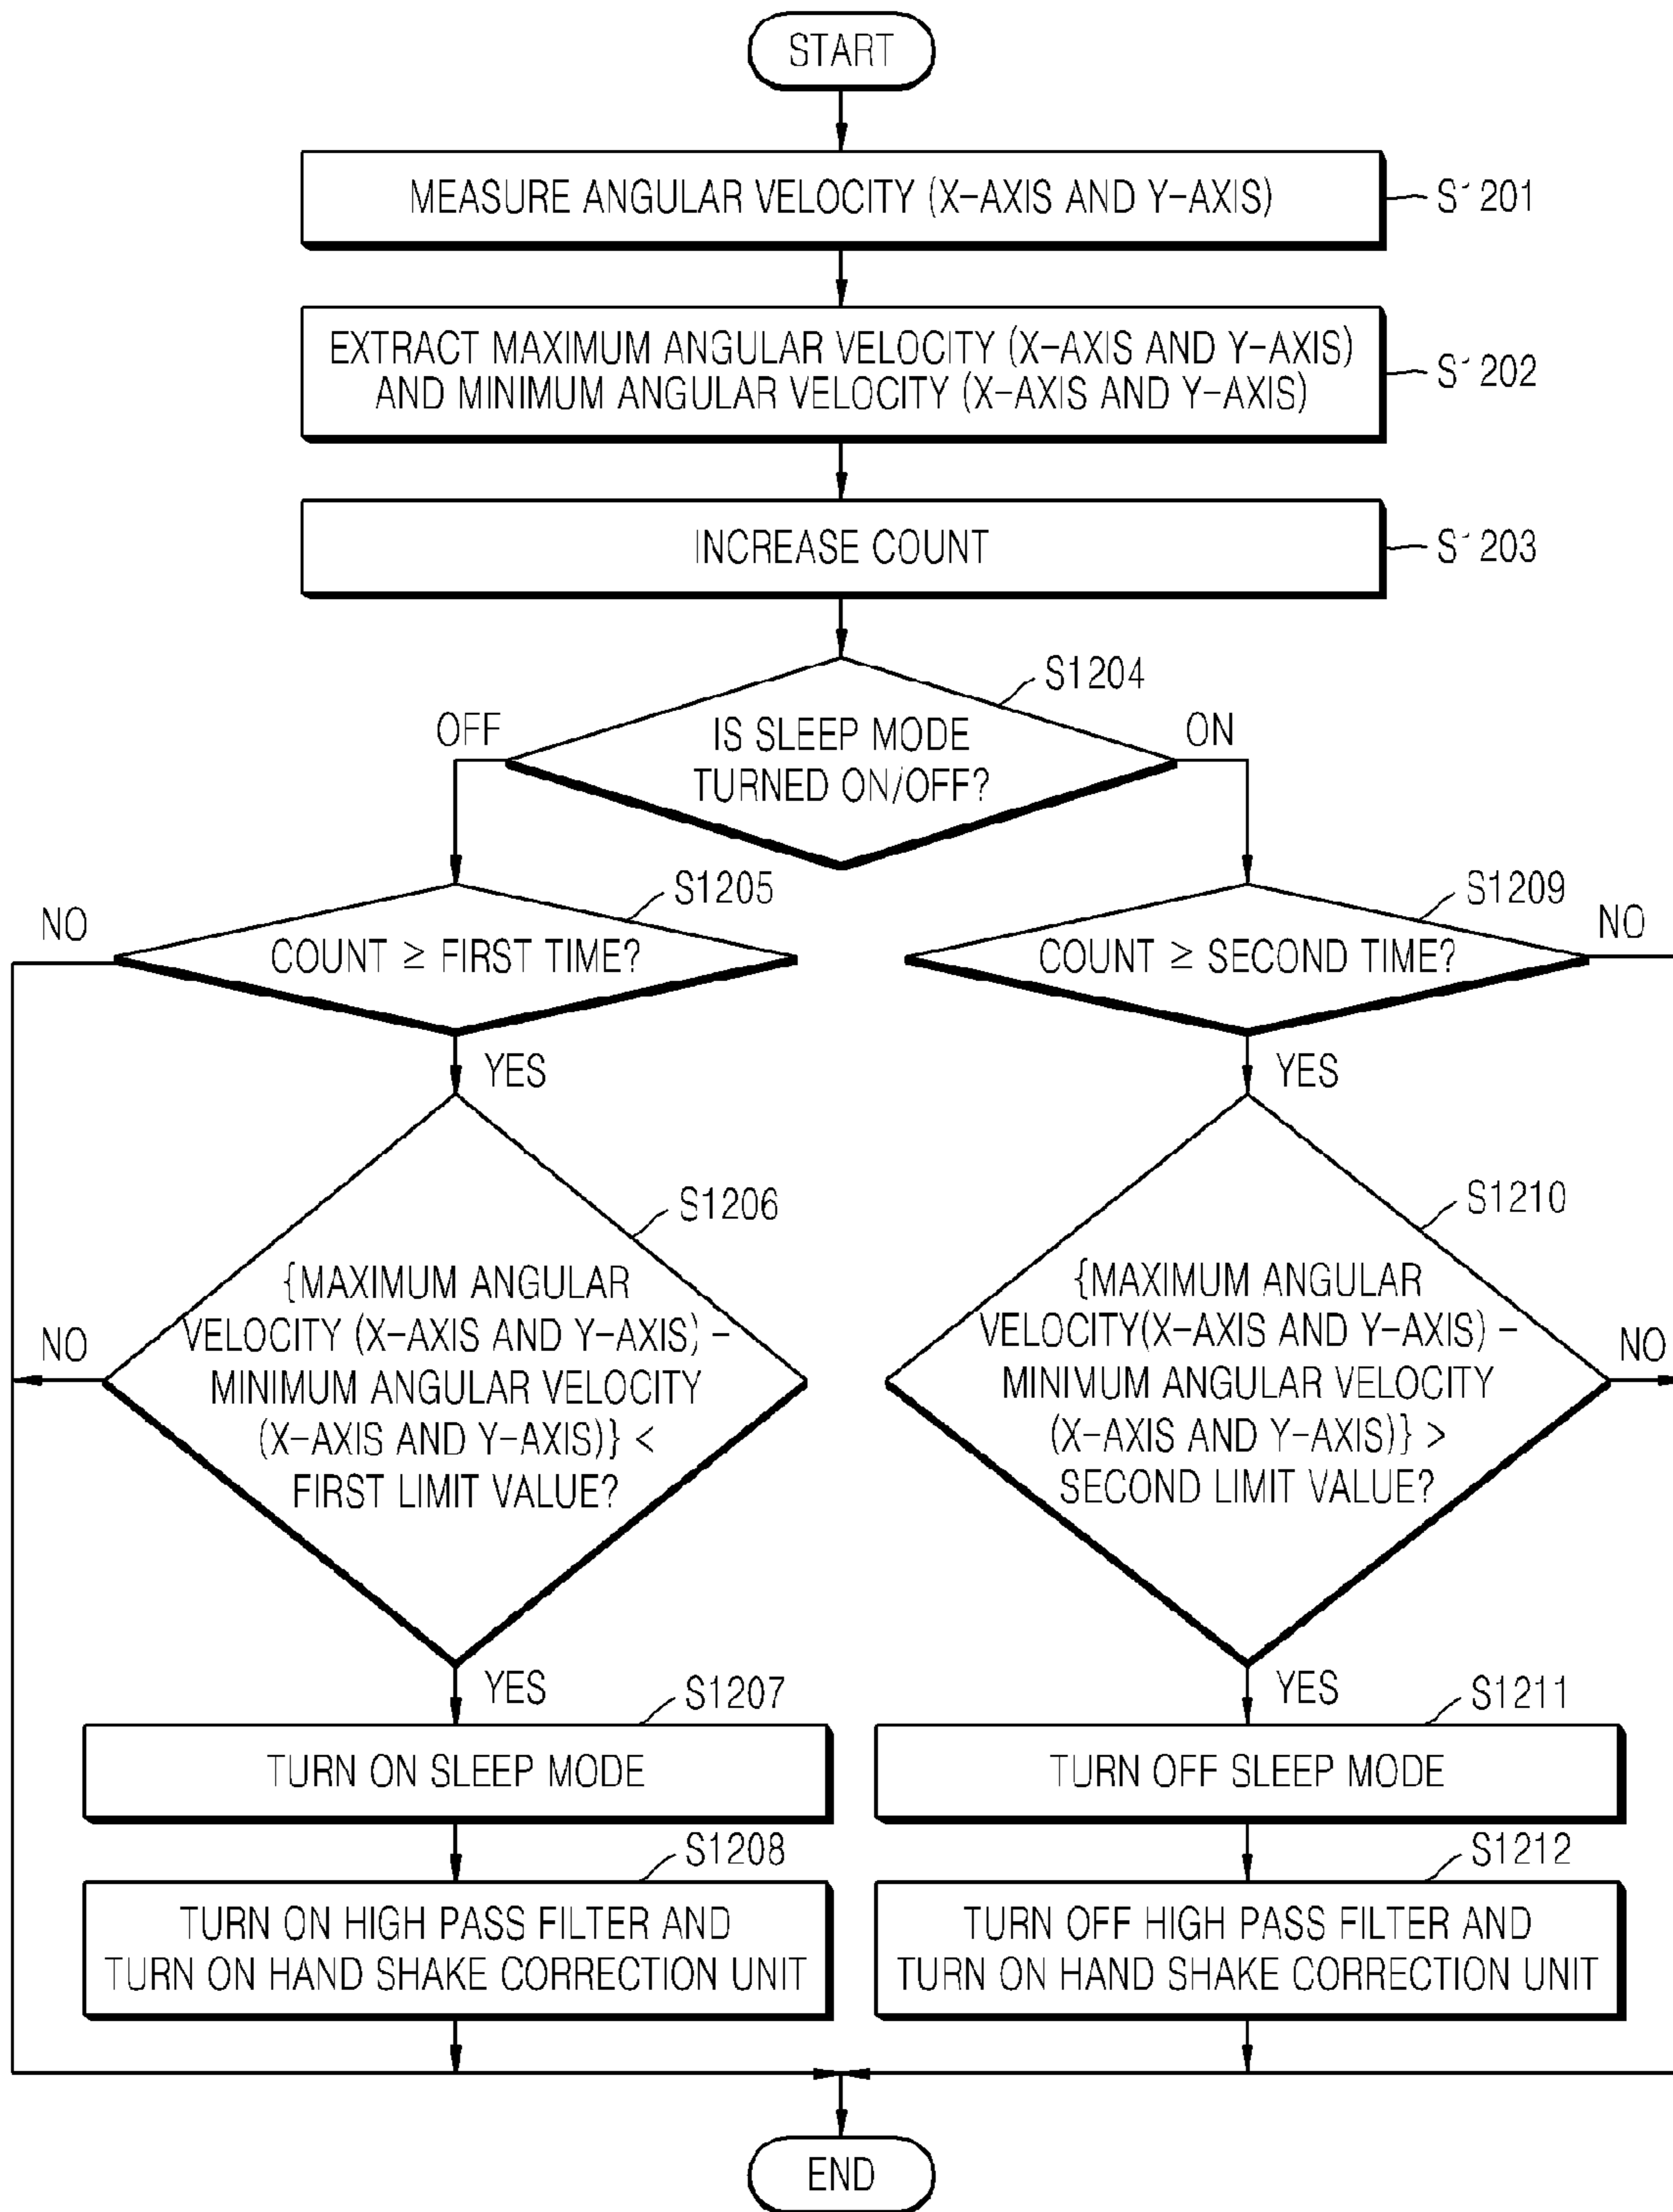 START
MEASURE ANGULAR VELOCITY (X-AXIS AND Y-AXIS)
S1201
EXTRACT MAXIMUM ANGULAR VELOCITY (X-AXIS AND Y-AXIS)
AND MINIMUM ANGULAR VELOCITY (X-AXIS AND Y-AXIS)
S1202
INCREASE COUNT
S1203
S1204
IS SLEEP MODE
TURNED ON/OFF?
OFF
ON
S1205
COUNT ≥ FIRST TIME?
NO
YES
S1206
{MAXIMUM ANGULAR
VELOCITY (X-AXIS AND Y-AXIS) –
MINIMUM ANGULAR VELOCITY
(X-AXIS AND Y-AXIS)} <
FIRST LIMIT VALUE?
NO
YES
S1207
TURN ON SLEEP MODE
S1208
TURN ON HIGH PASS FILTER AND
TURN ON HAND SHAKE CORRECTION UNIT
S1209
COUNT ≥ SECOND TIME?
NO
YES
S1210
{MAXIMUM ANGULAR
VELOCITY(X-AXIS AND Y-AXIS) –
MINIMUM ANGULAR VELOCITY
(X-AXIS AND Y-AXIS)} >
SECOND LIMIT VALUE?
NO
YES
S1211
TURN OFF SLEEP MODE
S1212
TURN OFF HIGH PASS FILTER AND
TURN ON HAND SHAKE CORRECTION UNIT
END